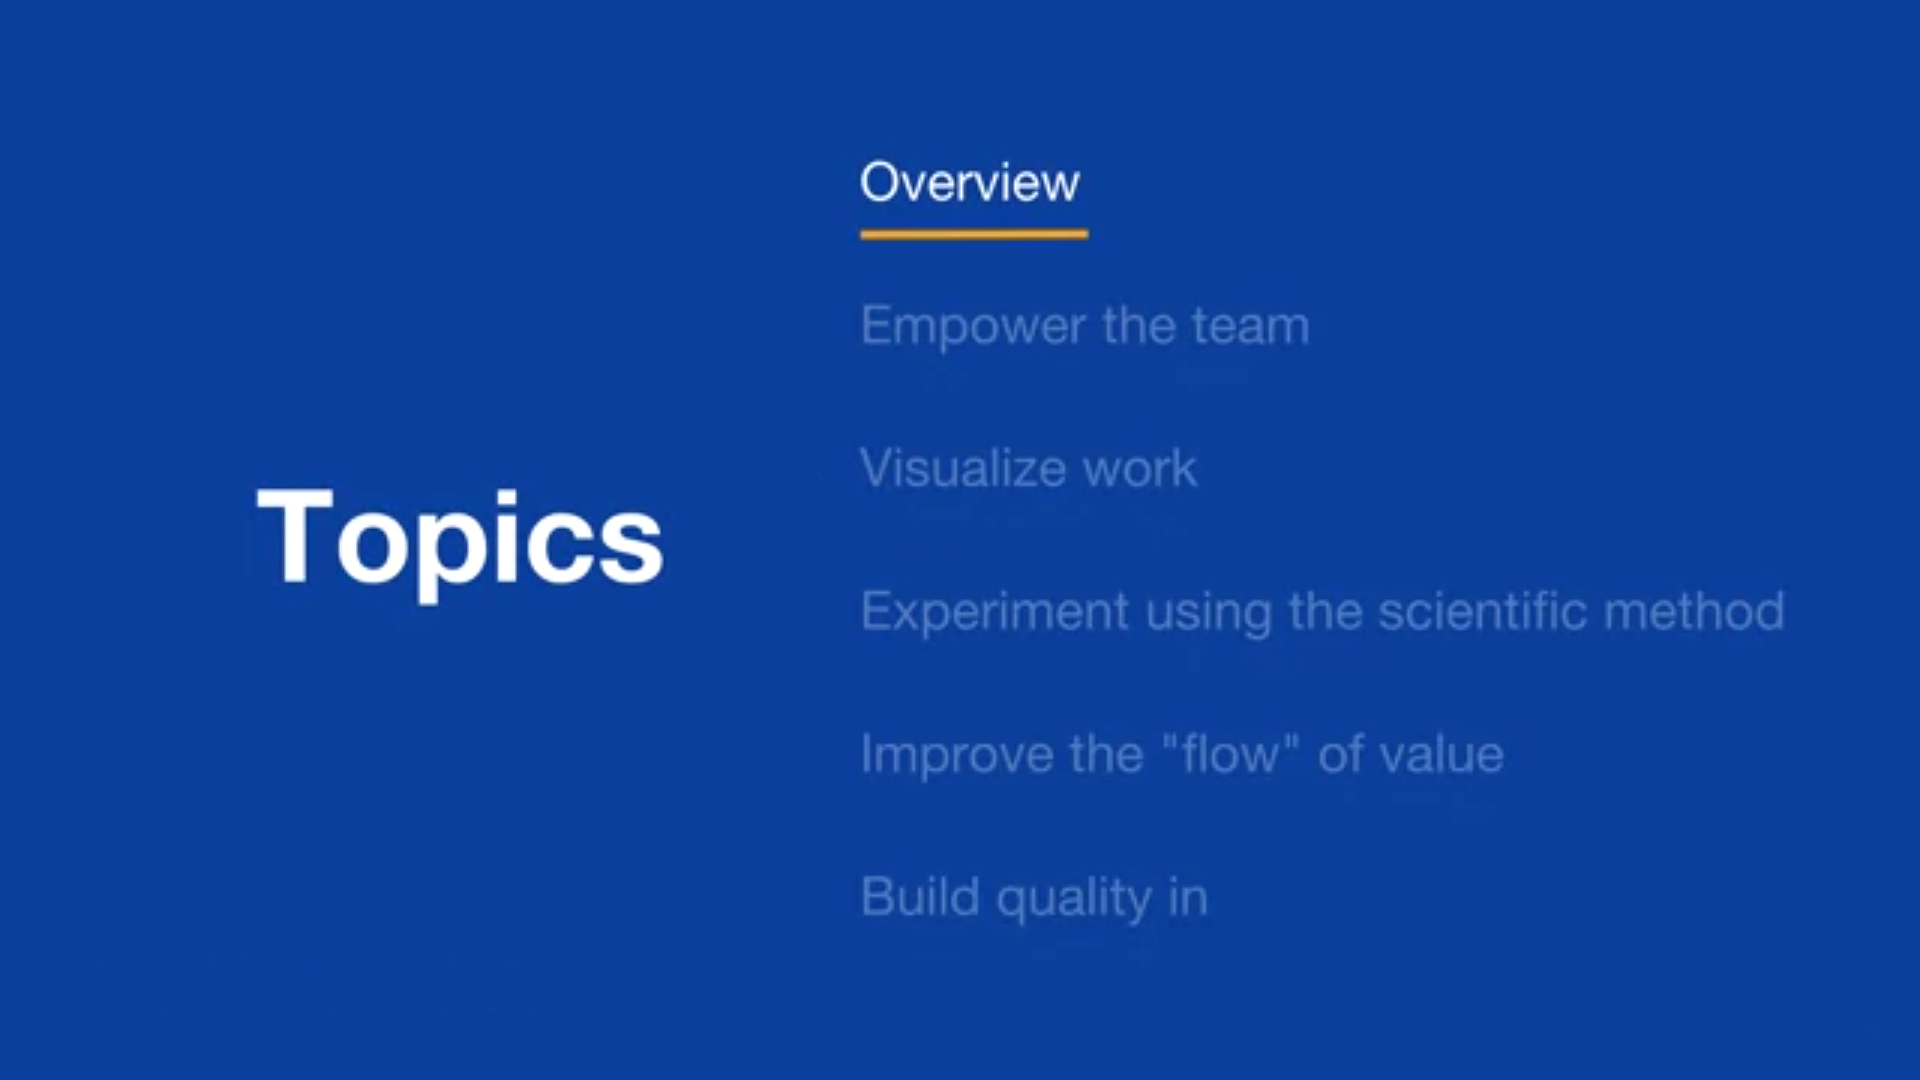 Topics
Overview
Empower the team
Visualize work
Experiment using the scientific method
Improve the "flow" of value
Build quality in